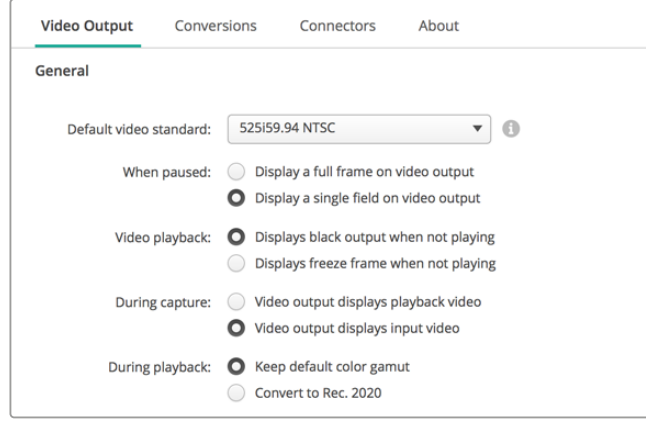 Video Output Conversions Connectors About
General
Default video standard: 525i59.94 NTSC
When paused: Display a full frame on video output
Display a single field on video output
Video playback: Displays black output when not playing
Displays freeze frame when not playing
During capture: Video output displays playback video
Video output displays input video
During playback: Keep default color gamut
Convert to Rec. 2020